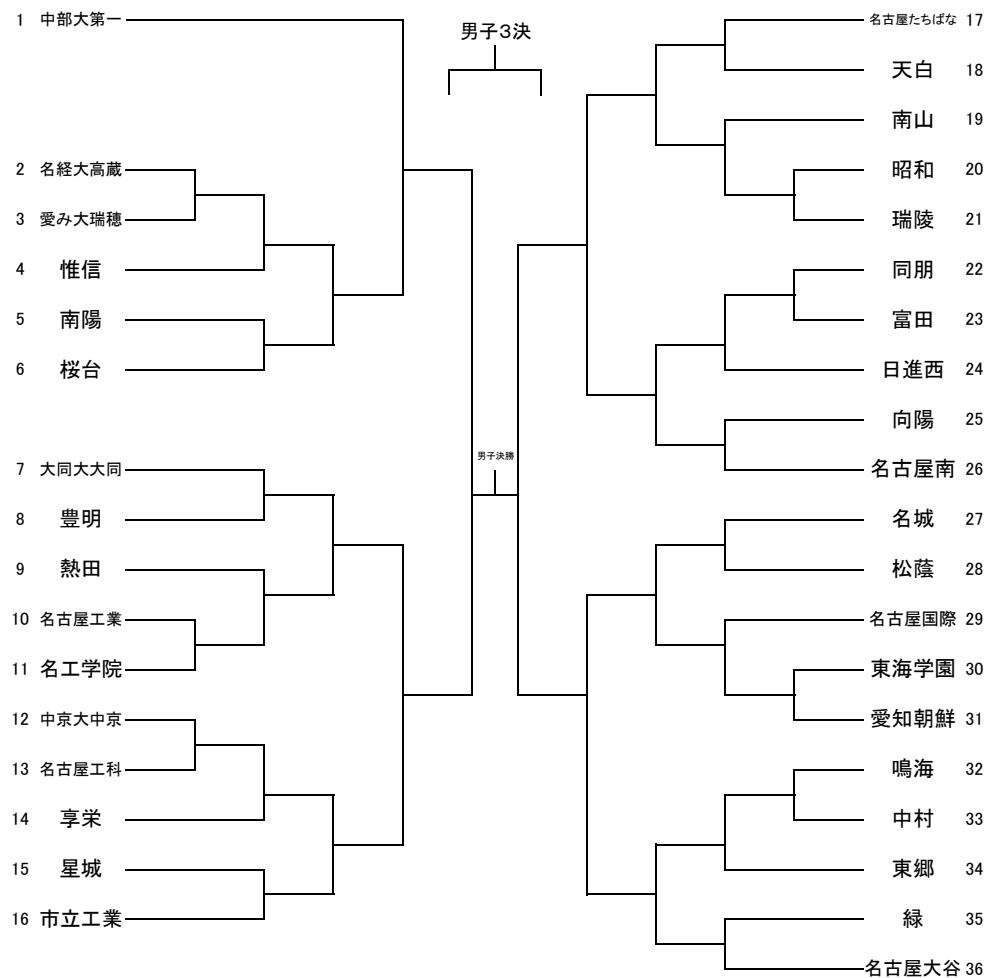 男子3決
男子決勝
1 中部大第一
2 名経大高蔵
3 愛み大瑞穂
4 惟信
5 南陽
6 桜台
7 大同大大同
8 豊明
9 熱田
10 名古屋工業
11 名工学院
12 中京大中京
13 名古屋工科
14 享栄
15 星城
16 市立工業
名古屋たちばな 17
天白 18
南山 19
昭和 20
瑞陵 21
同朋 22
富田 23
日進西 24
向陽 25
名古屋南 26
名城 27
松蔭 28
名古屋国際 29
東海学園 30
愛知朝鮮 31
鳴海 32
中村 33
東郷 34
緑 35
名古屋大谷 36